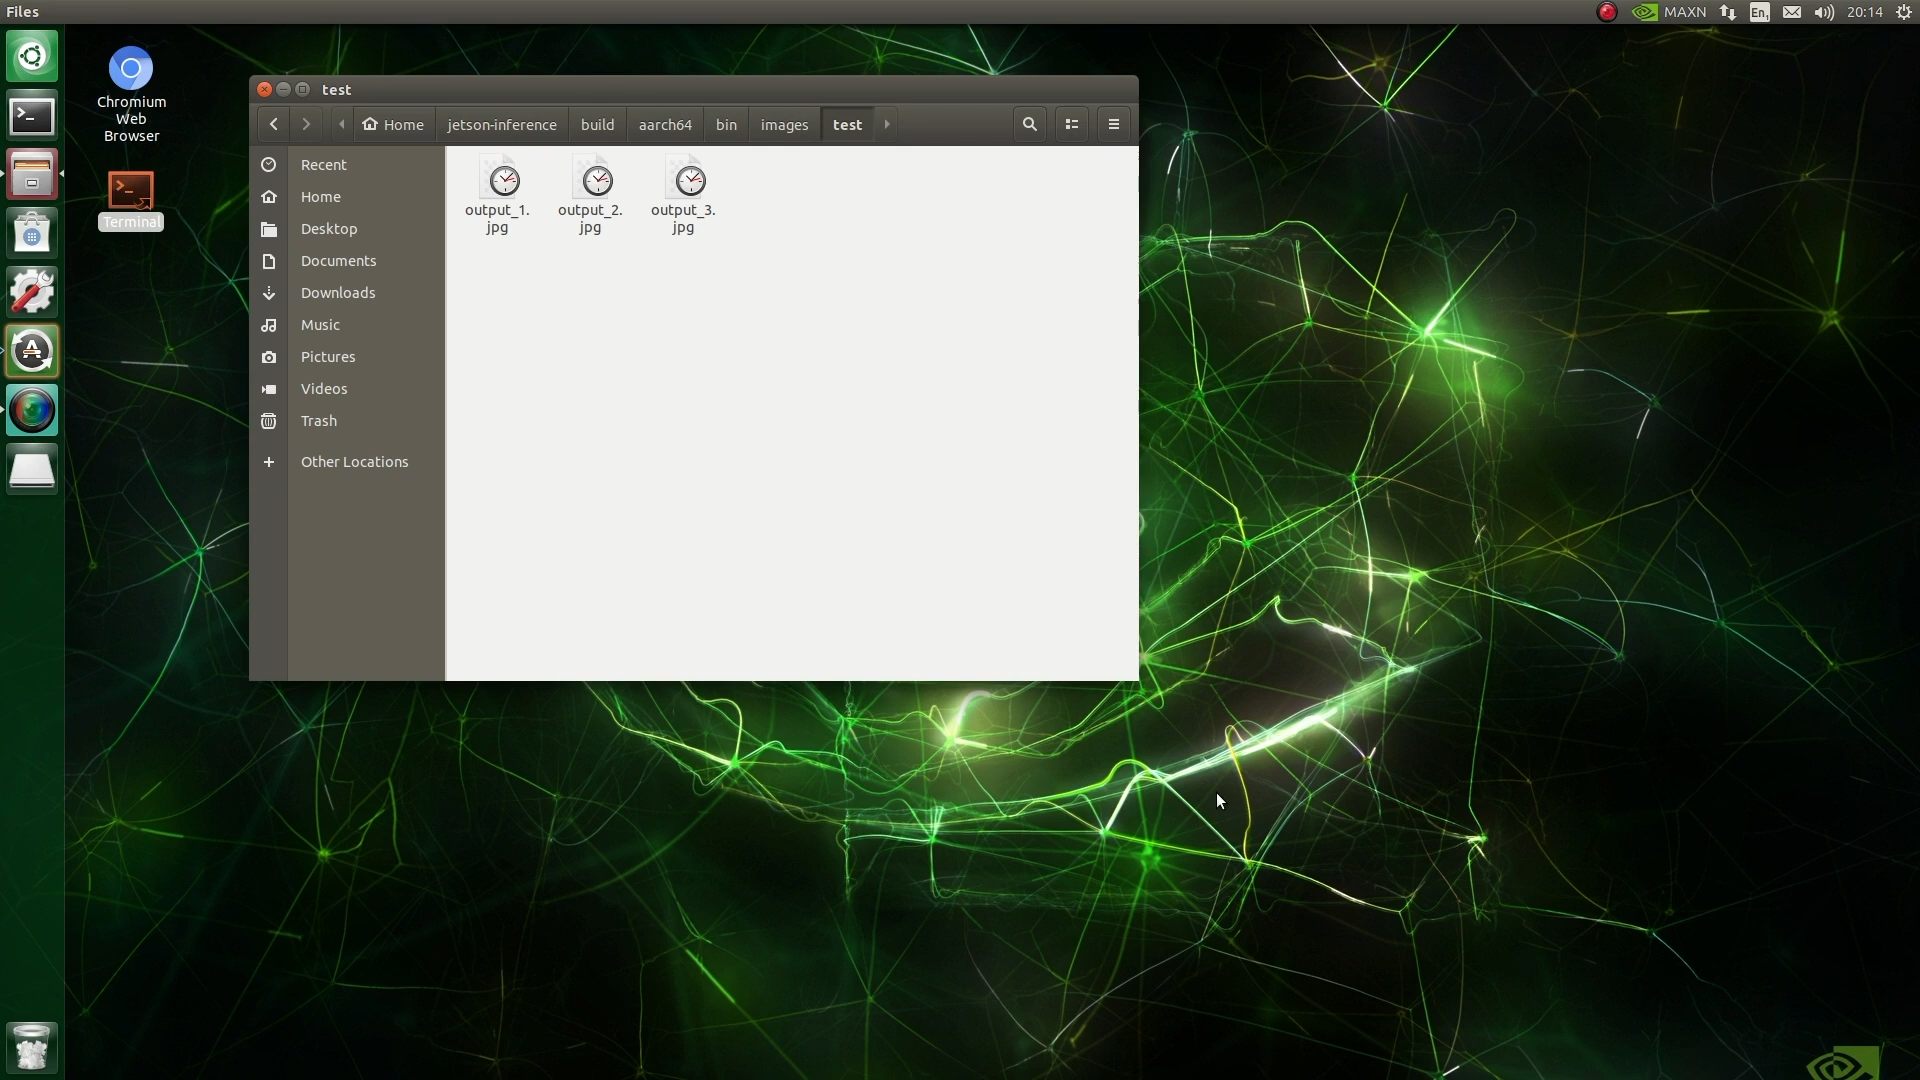 Files
MAXN
En1
20:14
Chromium
Web
Browser
Terminal
test
Home
jetson-inference
build
aarch64
bin
images
test
Recent
Home
Desktop
Documents
Downloads
Music
Pictures
Videos
Trash
Other Locations
output_1.
jpg
output_2.
jpg
output_3.
jpg